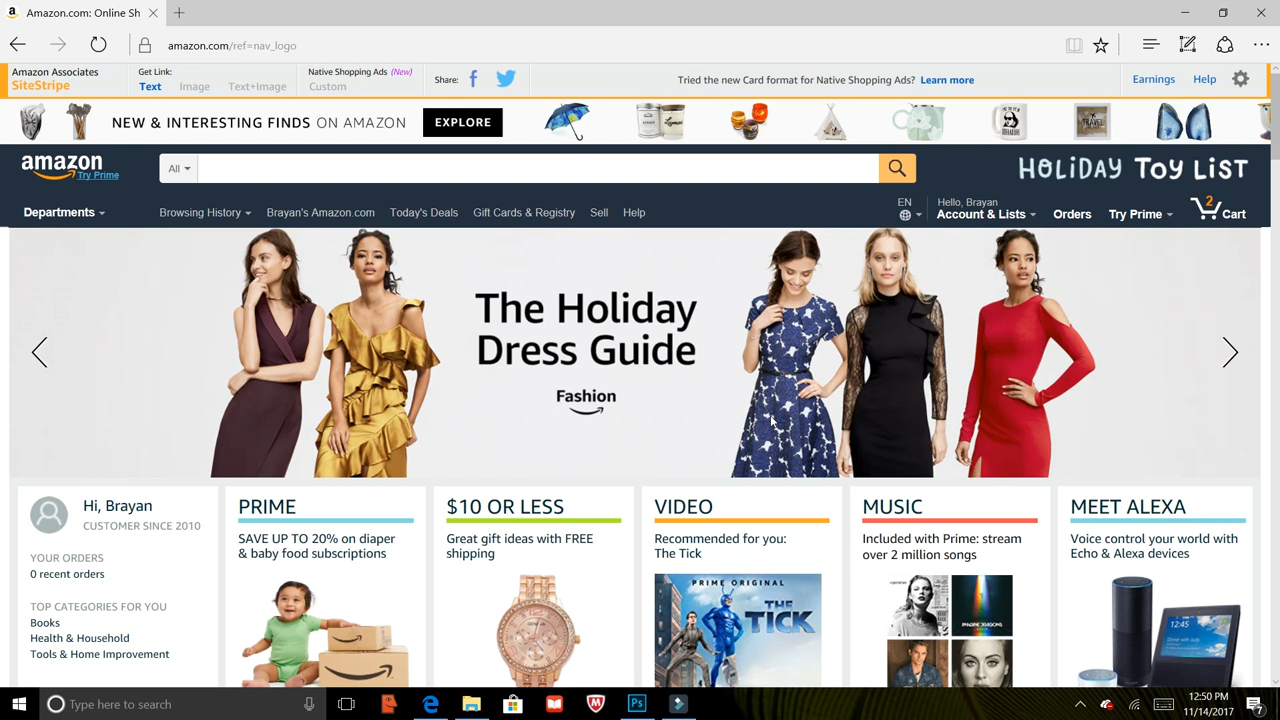 Amazon.com: Online Sh
amazon.com/ref=nav_logo
Amazon Associates
SiteStripe
Get Link:
Text Image Text+Image
Native Shopping Ads (New)
Custom
Share:
Tried the new Card format for Native Shopping Ads? Learn more
Earnings Help
NEW & INTERESTING FINDS ON AMAZON EXPLORE
amazon
Try Prime
All
HOLiDAY TOY LiST
Departments
Browsing History Brayan's Amazon.com Today's Deals Gift Cards & Registry Sell Help
EN
Hello, Brayan
Account & Lists Orders Try Prime 2 Cart
The Holiday
Dress Guide
Fashion
Hi, Brayan
CUSTOMER SINCE 2010
YOUR ORDERS
0 recent orders
TOP CATEGORIES FOR YOU
Books
Health & Household
Tools & Home Improvement
PRIME
SAVE UP TO 20% on diaper
& baby food subscriptions
$10 OR LESS
Great gift ideas with FREE
shipping
VIDEO
Recommended for you:
The Tick
PRIME ORIGINAL
THE
TICK
MUSIC
Included with Prime: stream
over 2 million songs
MEET ALEXA
Voice control your world with
Echo & Alexa devices
12:45
Type here to search
Ps
12:50 PM
11/14/2017
7